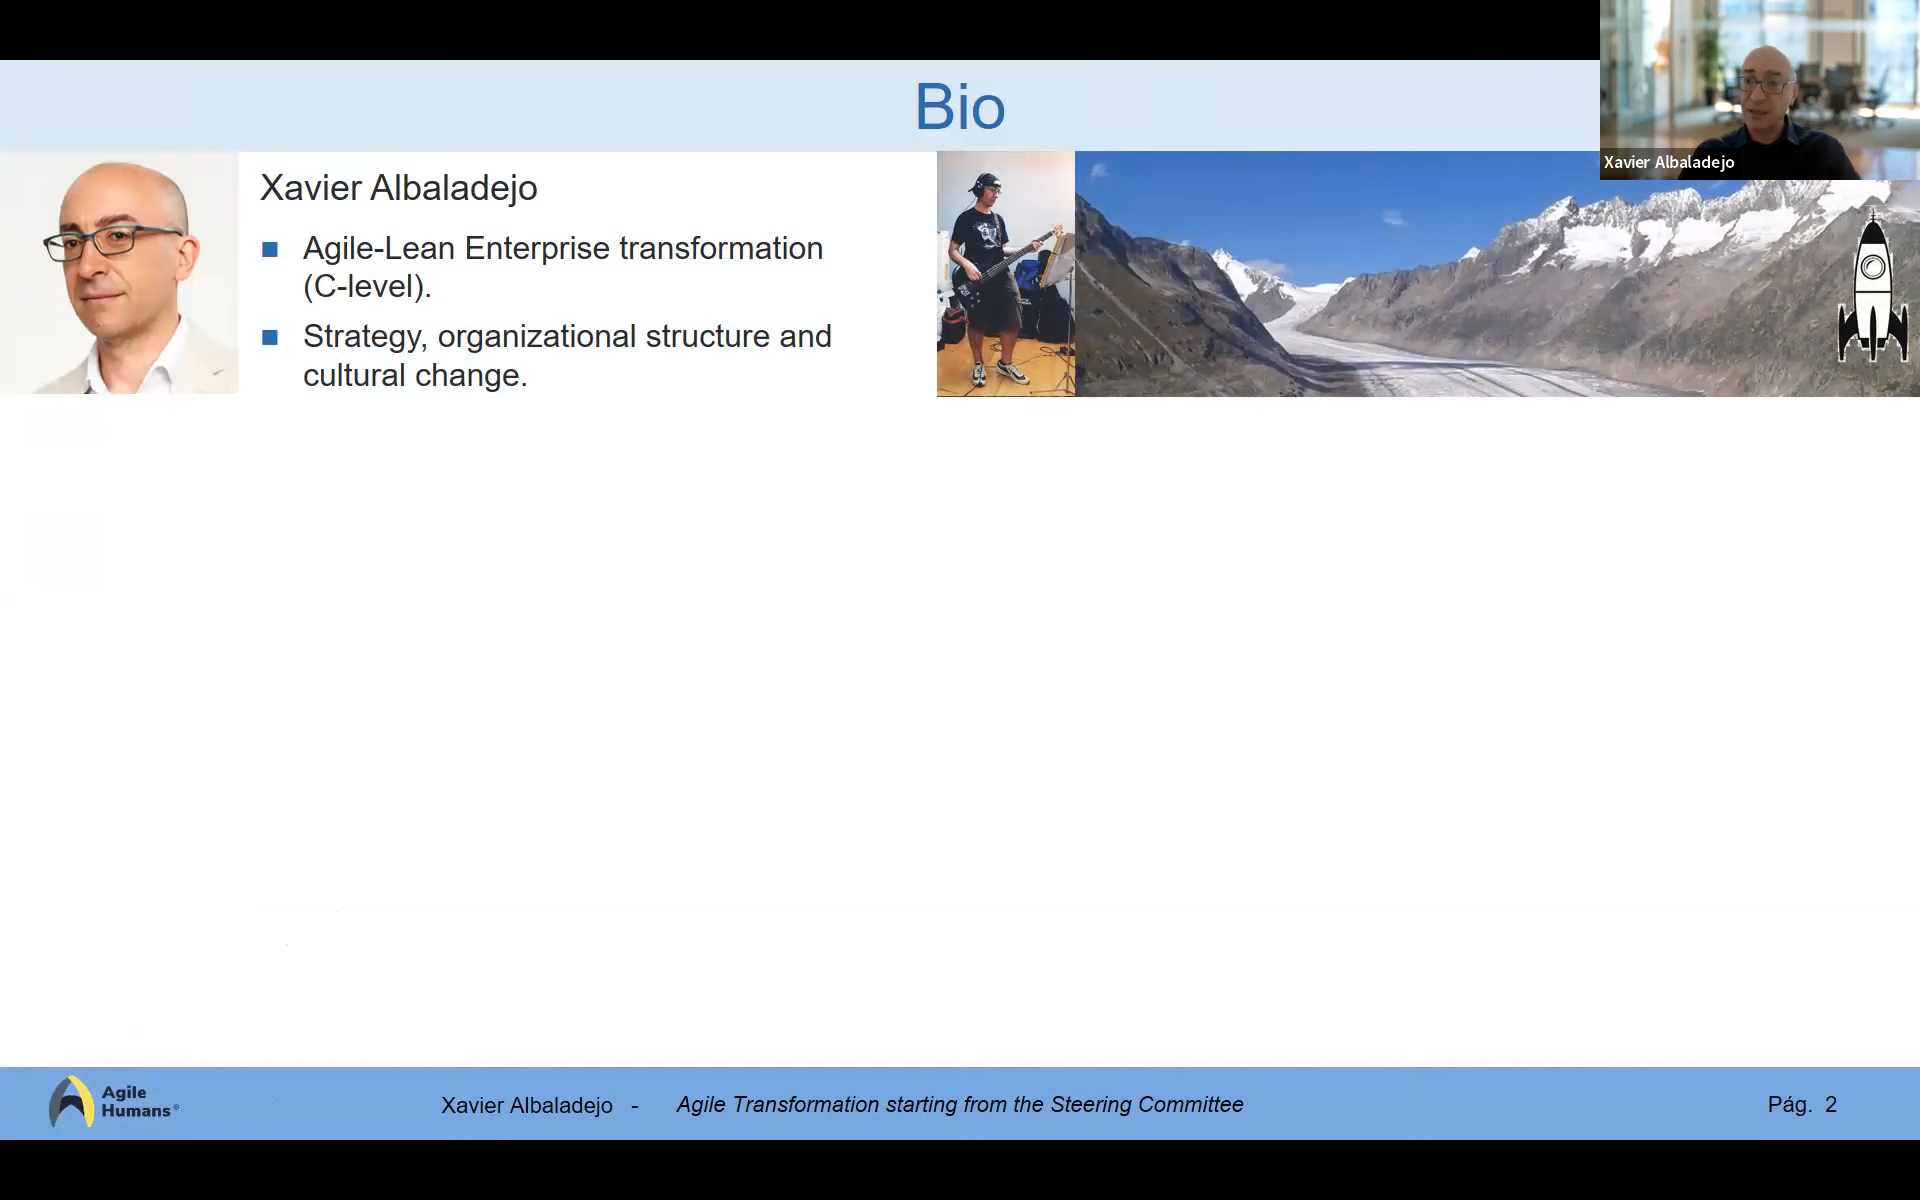 Bio
Xavier Albaladejo
Xavier Albaladejo
Agile-Lean Enterprise transformation
(C-level).
Strategy, organizational structure and
cultural change.
Agile
Humans®
Xavier Albaladejo - Agile Transformation starting from the Steering Committee
Pág. 2